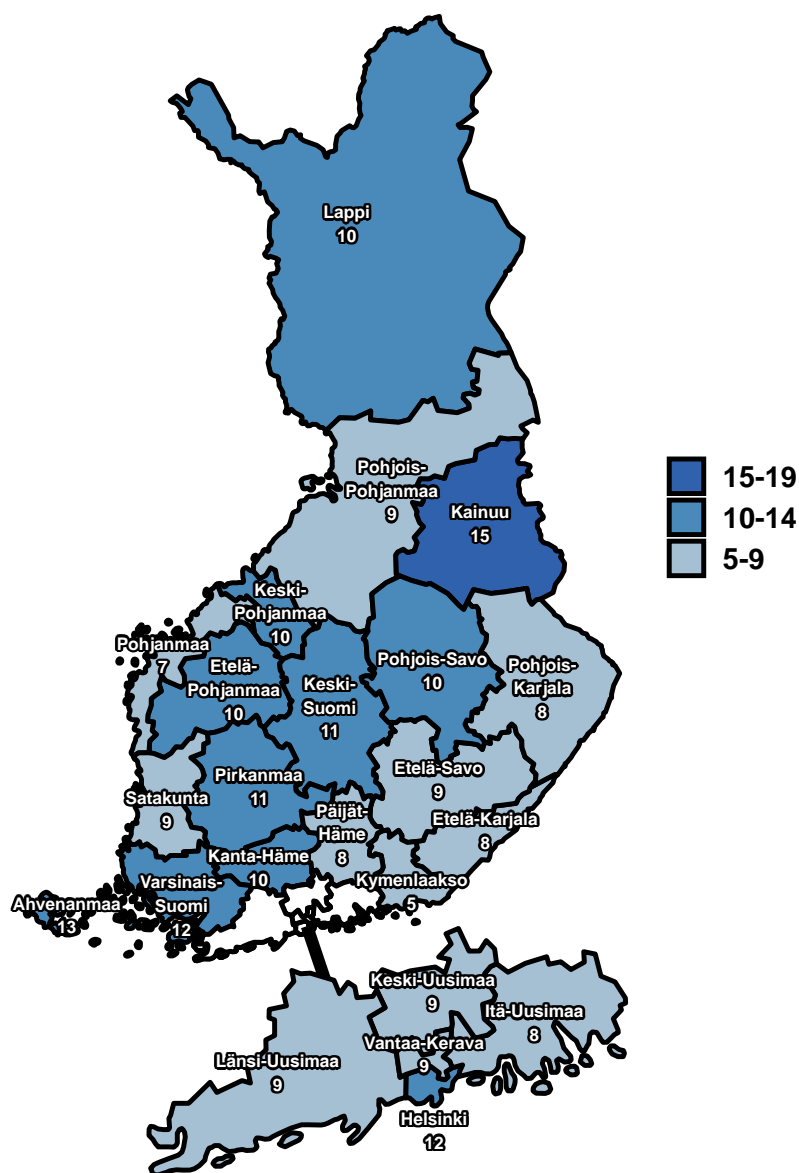 Lappi
10
Pohjois-
Pohjanmaa
9
Kainuu
15
15-19
10-14
5-9
Keski-
Pohjanmaa
10
Pohjanmaa
7
Etelä-
Pohjanmaa
10
Keski-
Suomi
11
Pohjois-Savo
10
Pohjois-
Karjala
8
Etelä-Savo
9
Pirkanmaa
11
Satakunta
9
Päijät-
Häme
8
Etelä-Karjala
8
Kanta-Häme
10
Kymenlaakso
5
Varsinais-
Suomi
12
Ahvenanmaa
13
Keski-Uusimaa
9
Itä-Uusimaa
8
Vantaa-Kerava
9
Länsi-Uusimaa
9
Helsinki
12